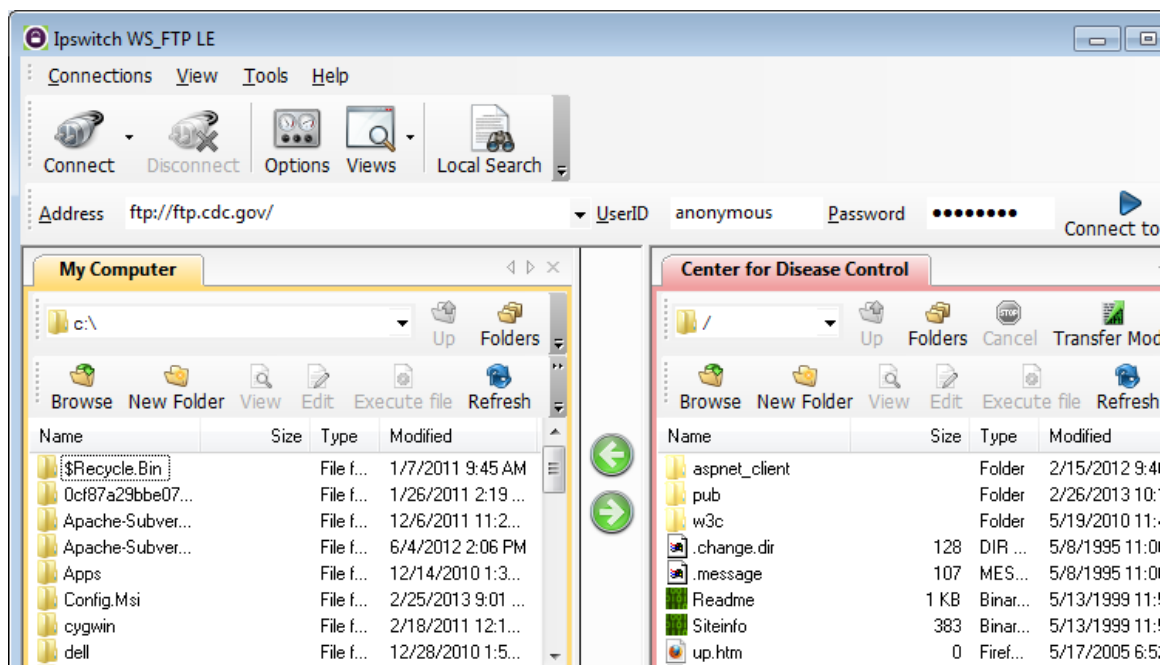 Ipswitch WS_FTP LE
Connections View Tools Help
Connect Disconnect Options Views Local Search
Address ftp://ftp.cdc.gov/ UserID anonymous Password ●●●●●●●● Connect to
My Computer
c:\ Up Folders
Browse New Folder View Edit Execute file Refresh
Name Size Type Modified
$Recycle.Bin File f... 1/7/2011 9:45 AM
0cf87a29bbe07... File f... 1/26/2011 2:19 ...
Apache-Subver... File f... 12/6/2011 11:2...
Apache-Subver... File f... 6/4/2012 2:06 PM
Apps File f... 12/14/2010 1:3...
Config.Msi File f... 2/25/2013 9:01 ...
cygwin File f... 2/18/2011 12:1...
dell File f... 12/28/2010 1:5...
Center for Disease Control
/ Up Folders STOP Cancel Transfer Mod
Browse New Folder View Edit Execute file Refresh
Name Size Type Modified
aspnet_client Folder 2/15/2012 9:4
pub Folder 2/26/2013 10:
w3c Folder 5/19/2010 11:
.change.dir 128 DIR ... 5/8/1995 11:0
.message 107 MES... 5/8/1995 11:0
Readme 1 KB Binar... 5/13/1999 11:
Siteinfo 383 Binar... 5/13/1999 11:
up.htm 0 Firef... 5/17/2005 6:5